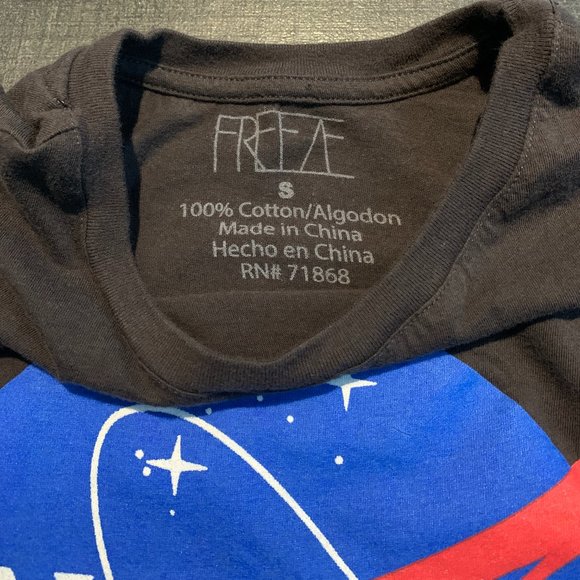 FREEZE
S
100% Cotton/Algodon
Made in China
Hecho en China
RN# 71868